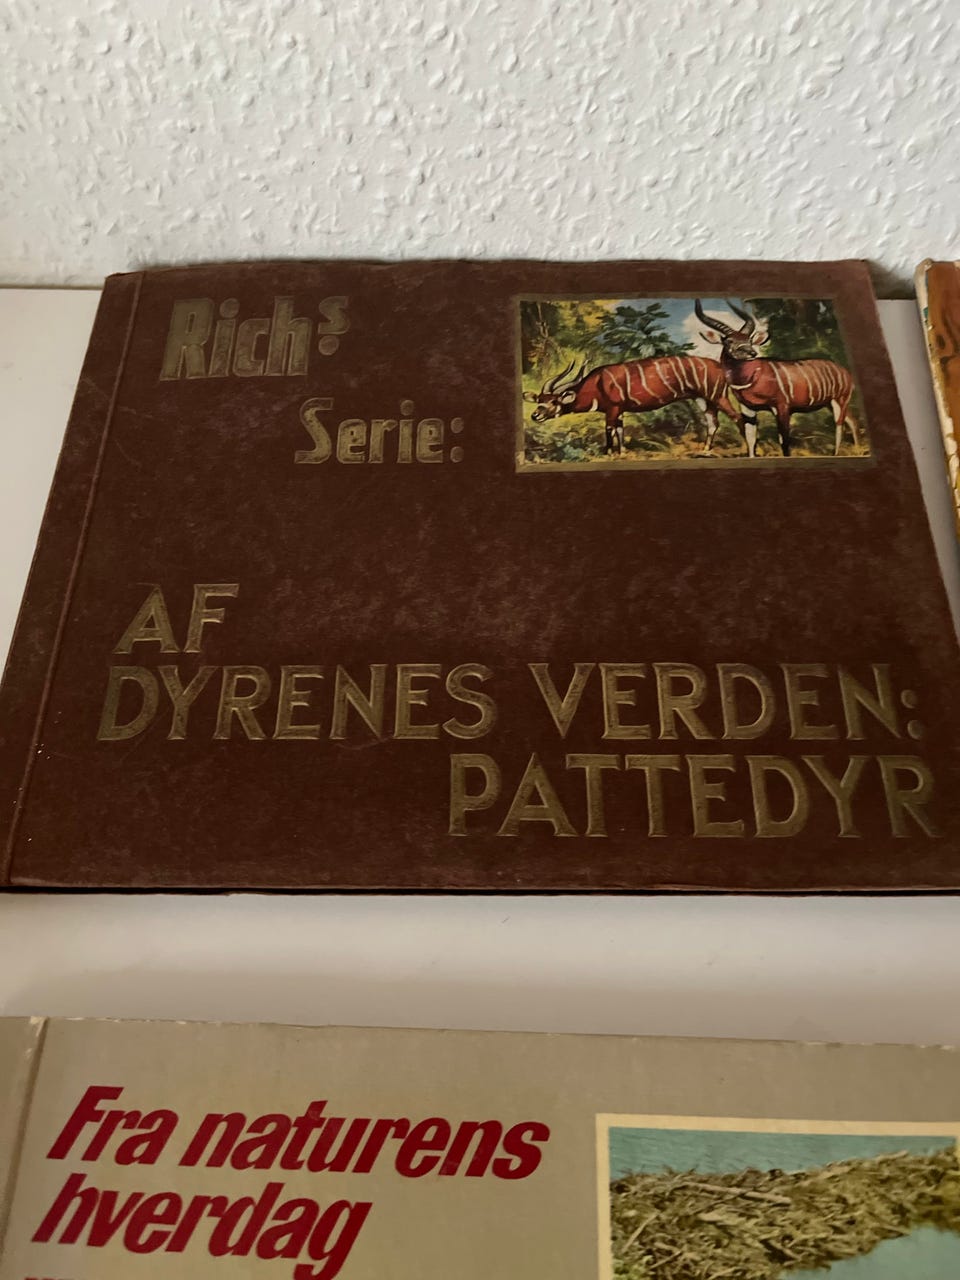 Rich's
Serie:
AF
DYRENES VERDEN:
PATTEDYR
Fra naturens
hverdag